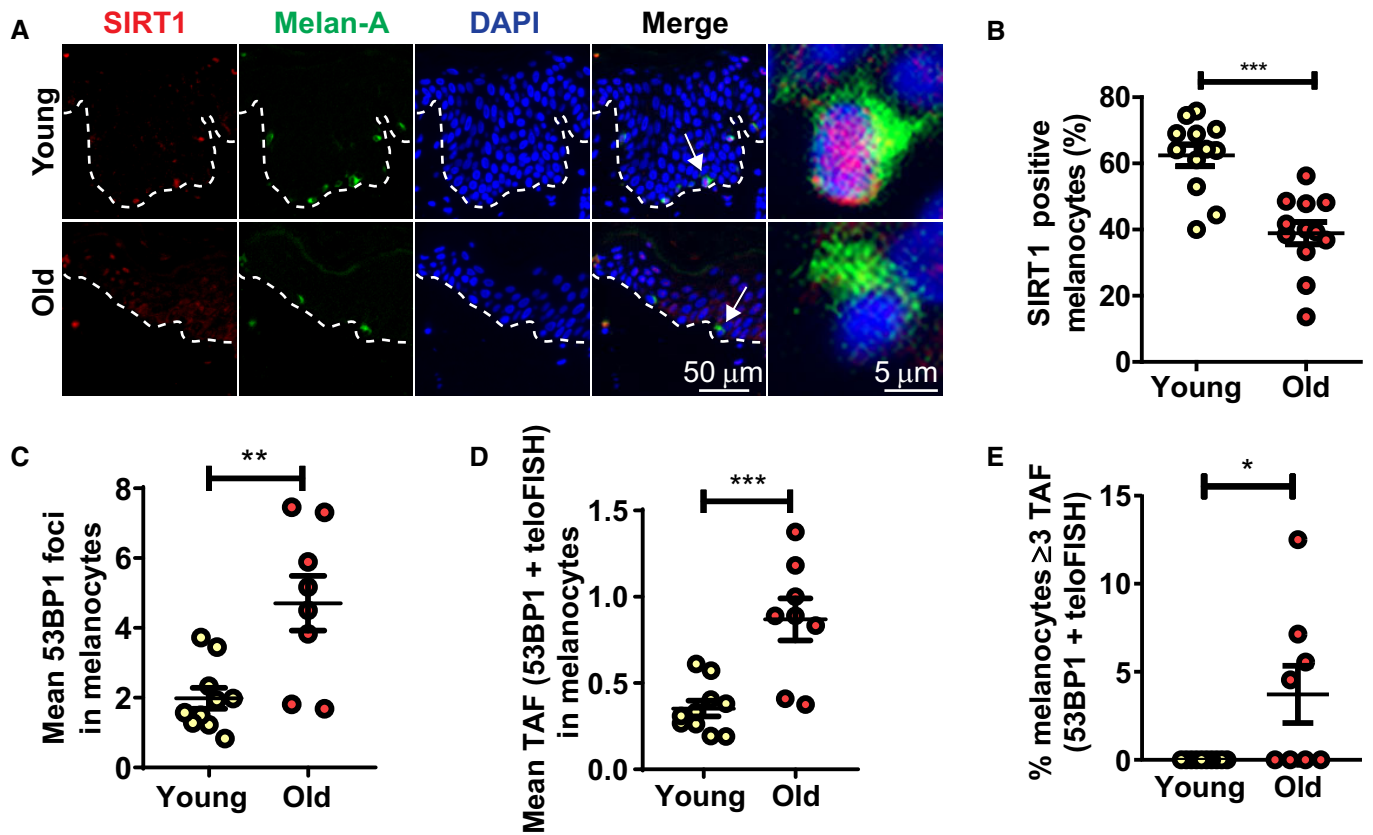 A
SIRT1
Melan-A
DAPI
Merge
Young
Old
50 μm
5 μm
B
***
SIRT1 positive
melanocytes (%)
80
60
40
20
0
Young
Old
C
**
Mean 53BP1 foci
in melanocytes
8
6
4
2
0
Young
Old
D
***
Mean TAF (53BP1 + teloFISH)
in melanocytes
1.5
1.0
0.5
0.0
Young
Old
E
*
% melanocytes ≥3 TAF
(53BP1 + teloFISH)
15
10
5
0
Young
Old